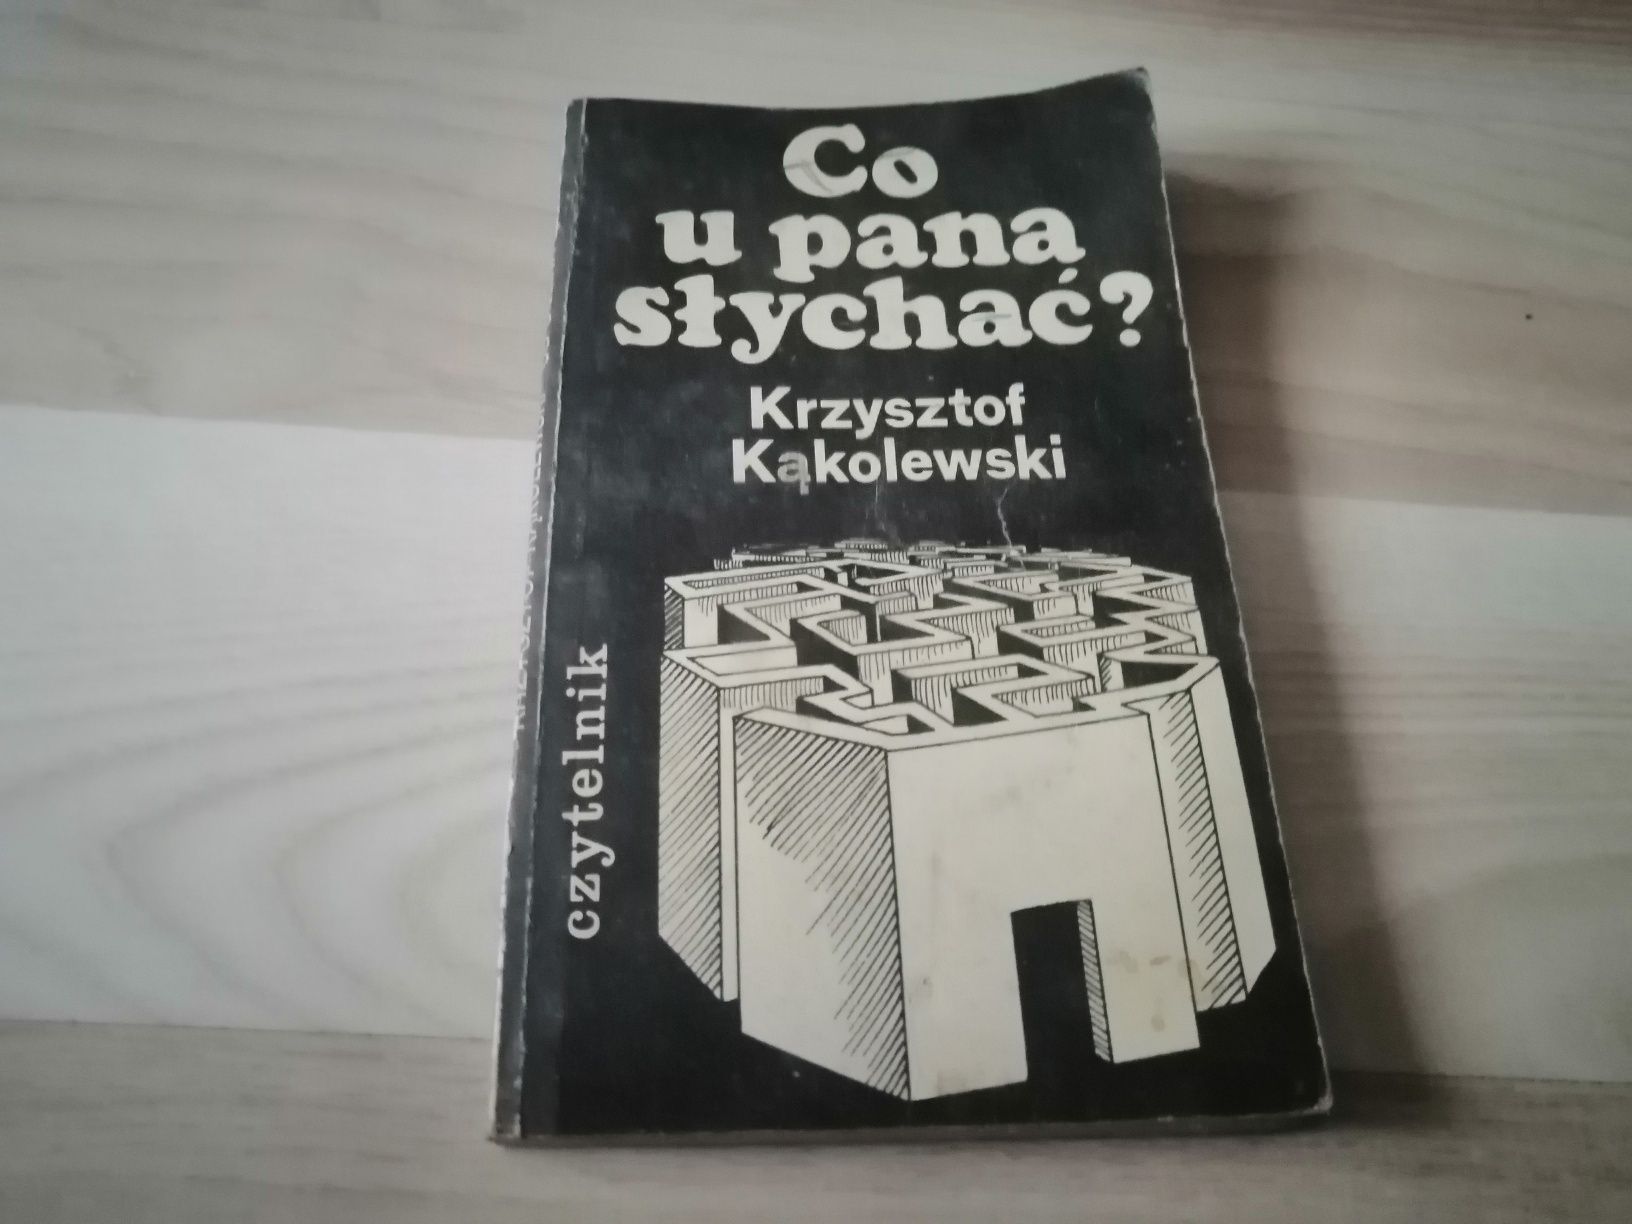 Co
u pana
słychać?
Krzysztof
Kąkolewski
czytelnik